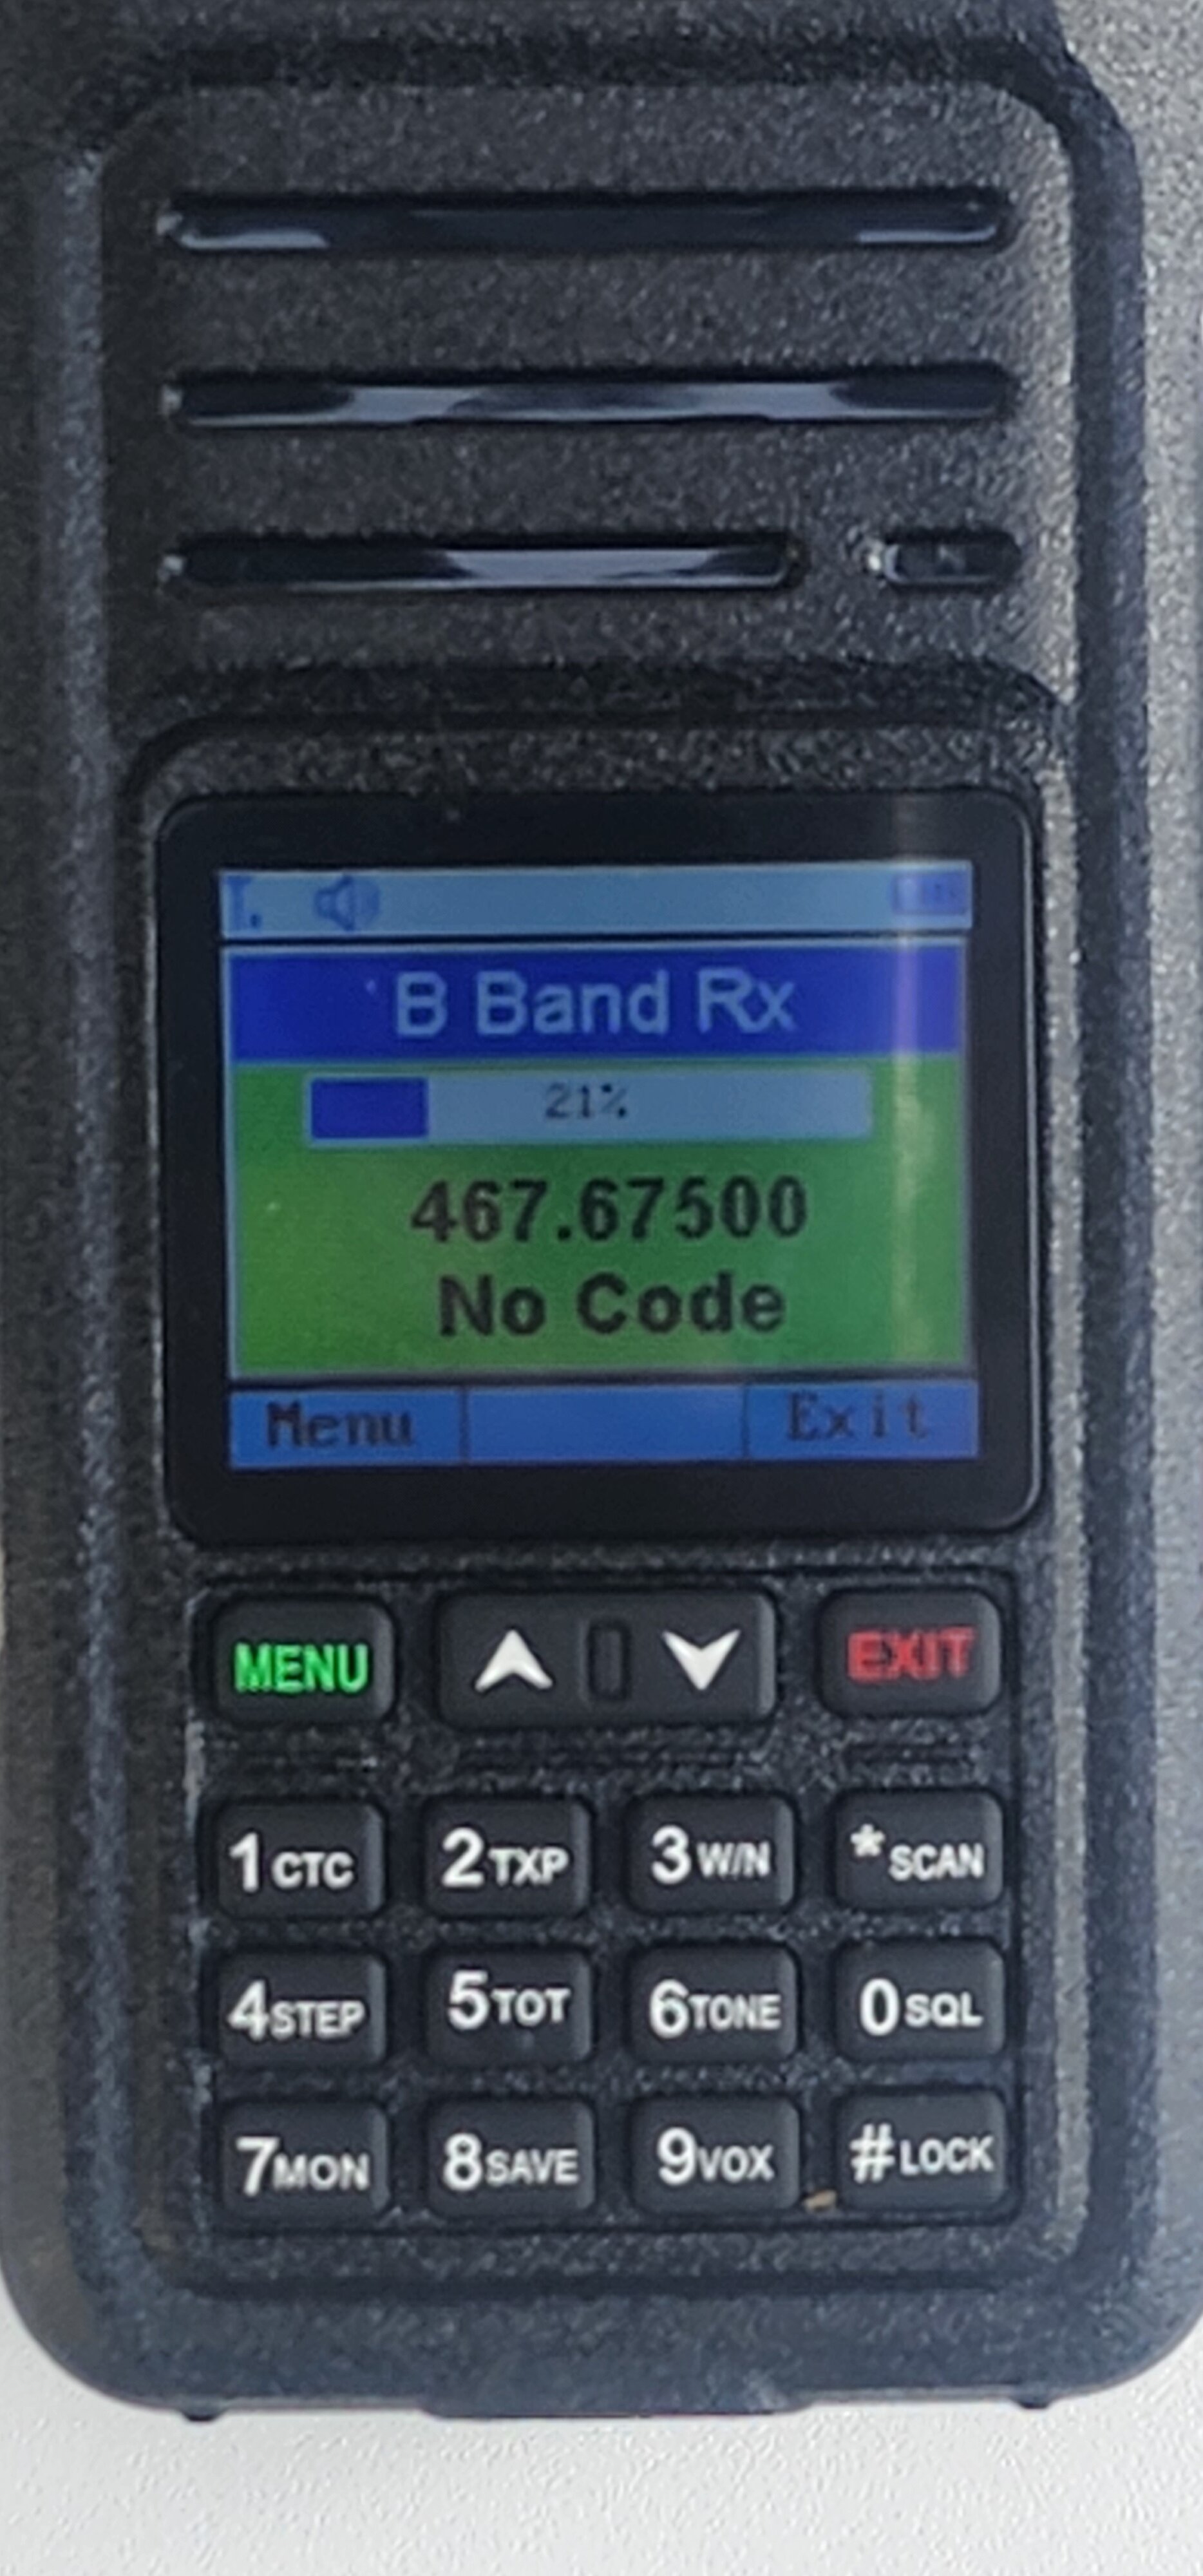 B Band Rx
21%
467.67500
No Code
Menu Exit
MENU EXIT
1CTC 2TXP 3W/N *SCAN
4STEP 5TOT 6TONE 0SQL
7MON 8SAVE 9VOX #LOCK